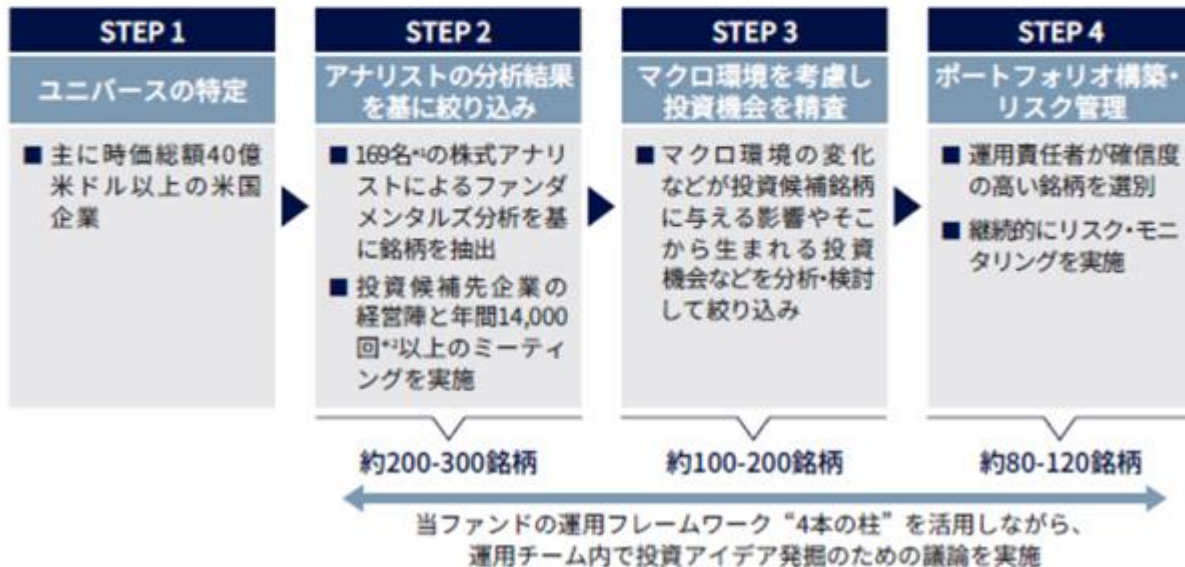 STEP 1
ユニバースの特定
■ 主に時価総額40億
米ドル以上の米国
企業
STEP 2
アナリストの分析結果
を基に絞り込み
■ 169名*1の株式アナリ
ストによるファンダ
メンタルズ分析を基
に銘柄を抽出
■ 投資候補先企業の
経営陣と年間14,000
回*2以上のミーティ
ングを実施
約200-300銘柄
STEP 3
マクロ環境を考慮し
投資機会を精査
■ マクロ環境の変化
などが投資候補銘柄
に与える影響やそこ
から生まれる投資
機会などを分析・検討
して絞り込み
約100-200銘柄
STEP 4
ポートフォリオ構築・
リスク管理
■ 運用責任者が確信度
の高い銘柄を選別
■ 継続的にリスク・モニ
タリングを実施
約80-120銘柄
当ファンドの運用フレームワーク“4本の柱”を活用しながら、
運用チーム内で投資アイデア発掘のための議論を実施